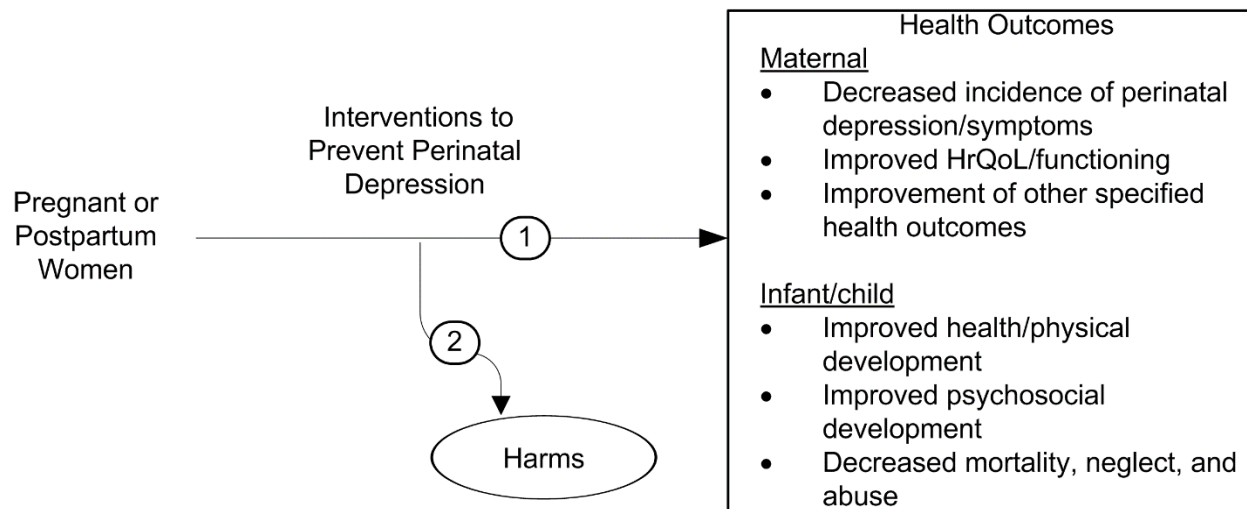 Pregnant or
Postpartum
Women
Interventions to
Prevent Perinatal
Depression
1
2
Harms
Health Outcomes
Maternal
• Decreased incidence of perinatal
depression/symptoms
• Improved HrQoL/functioning
• Improvement of other specified
health outcomes
Infant/child
• Improved health/physical
development
• Improved psychosocial
development
• Decreased mortality, neglect, and
abuse